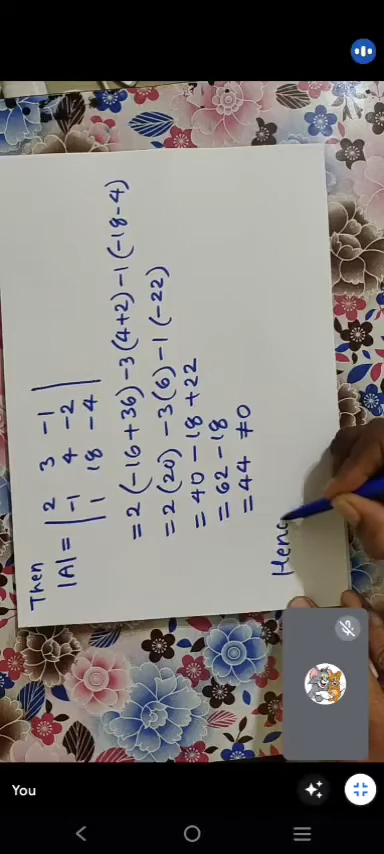 Then
|A| = | 2 3 -1 |
| -1 4 -2 |
| 1 18 -4 |
= 2 (-16 + 36) - 3 (4+2) - 1 (-18-4)
= 2 (20) - 3(6) - 1 (-22)
= 40 - 18 + 22
= 62 - 18
= 44 ≠ 0
Henc
You